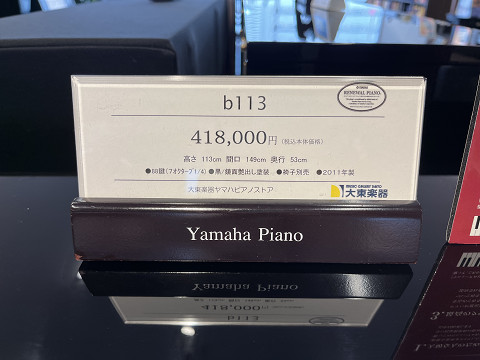 b113
RENEWAL PIANO
418,000円(税込本体価格)
高さ 113cm 間口 149cm 奥行 53cm
●88鍵(7オクターブ1/4) ●黒/鏡面艶出し塗装 ●椅子別売 ●2011年製
大東楽器ヤマハピアノストア
大東楽器
Yamaha Piano